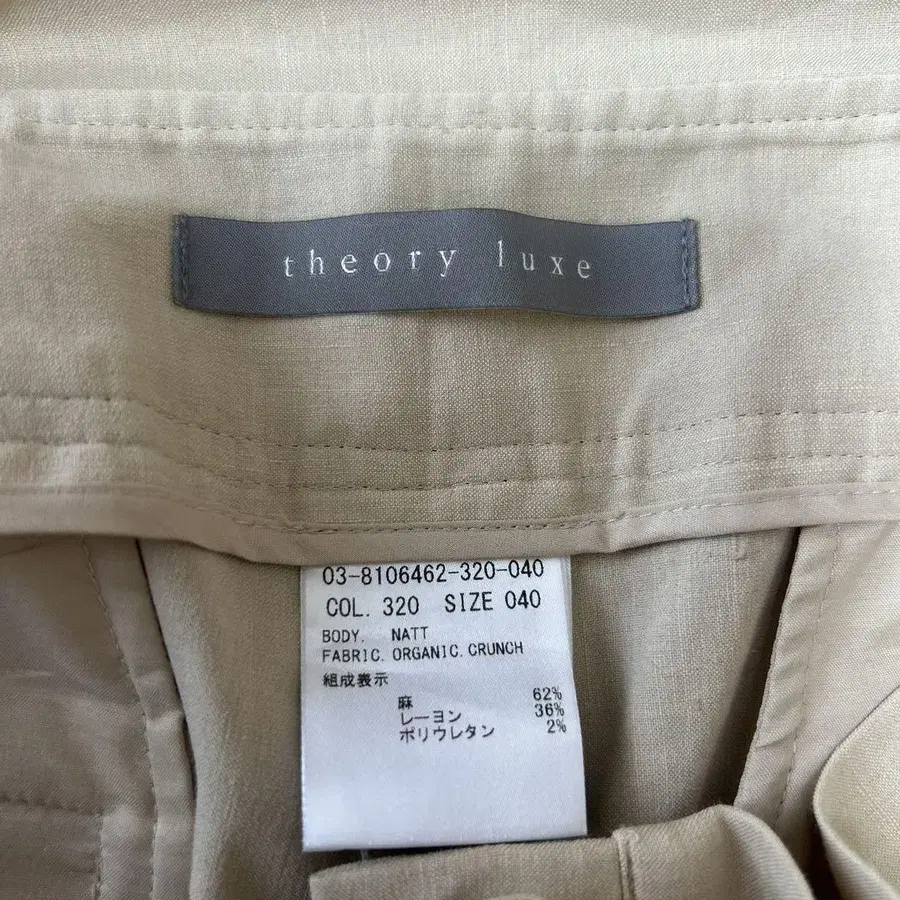 theory luxe
03-8106462-320-040
COL. 320 SIZE 040
BODY. NATT
FABRIC. ORGANIC. CRUNCH
組成表示
麻 62%
レーヨン 36%
ポリウレタン 2%